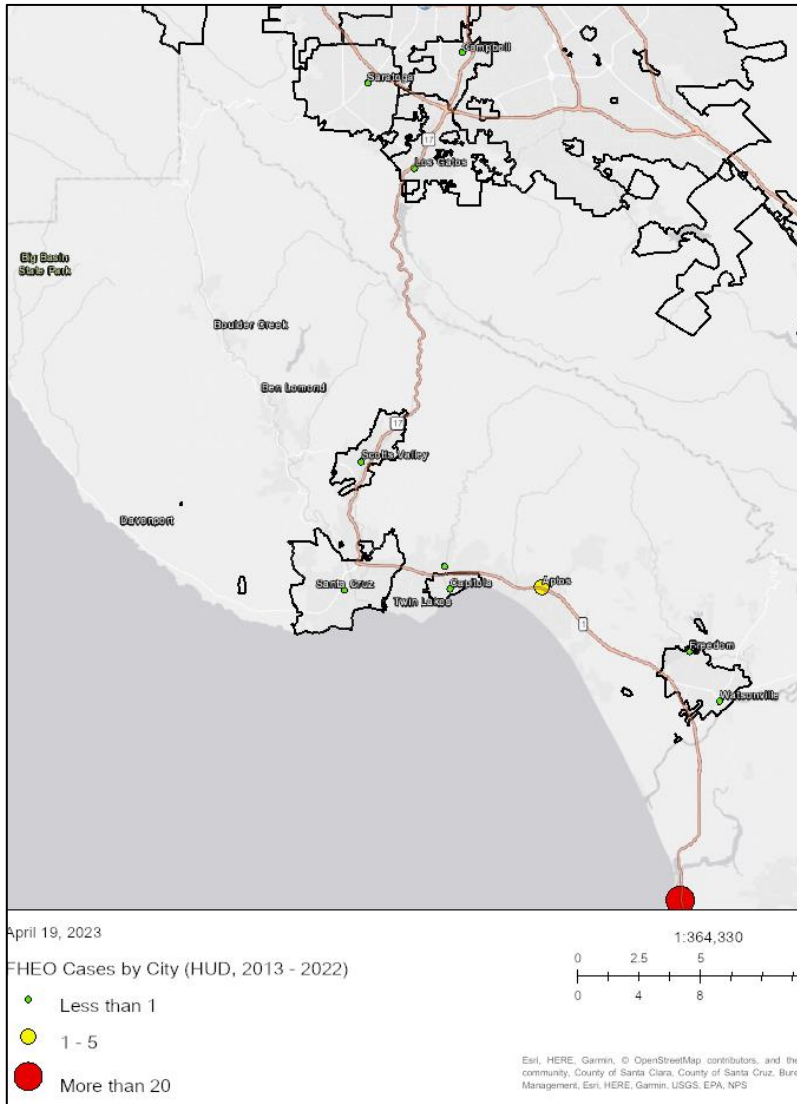 Campbell
Saratoga
17
Los Gatos
Big Basin
State Park
Boulder Creek
Ben Lomond
17
Scotts Valley
Davenport
Santa Cruz
Capitola
Aptos
Twin Lakes
1
Freedom
Watsonville
April 19, 2023
1:364,330
FHEO Cases by City (HUD, 2013 - 2022)
0 2.5 5
0 4 8
Less than 1
1 - 5
More than 20
Esri, HERE, Garmin, © OpenStreetMap contributors, and the
community, County of Santa Clara, County of Santa Cruz, Bure
Management, Esri, HERE, Garmin, USGS, EPA, NPS